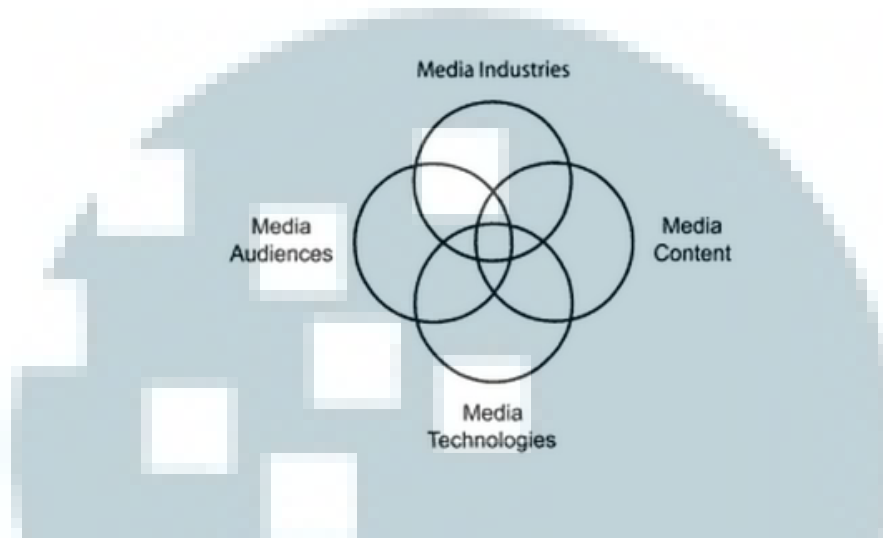 Media Industries
Media
Audiences
Media
Content
Media
Technologies